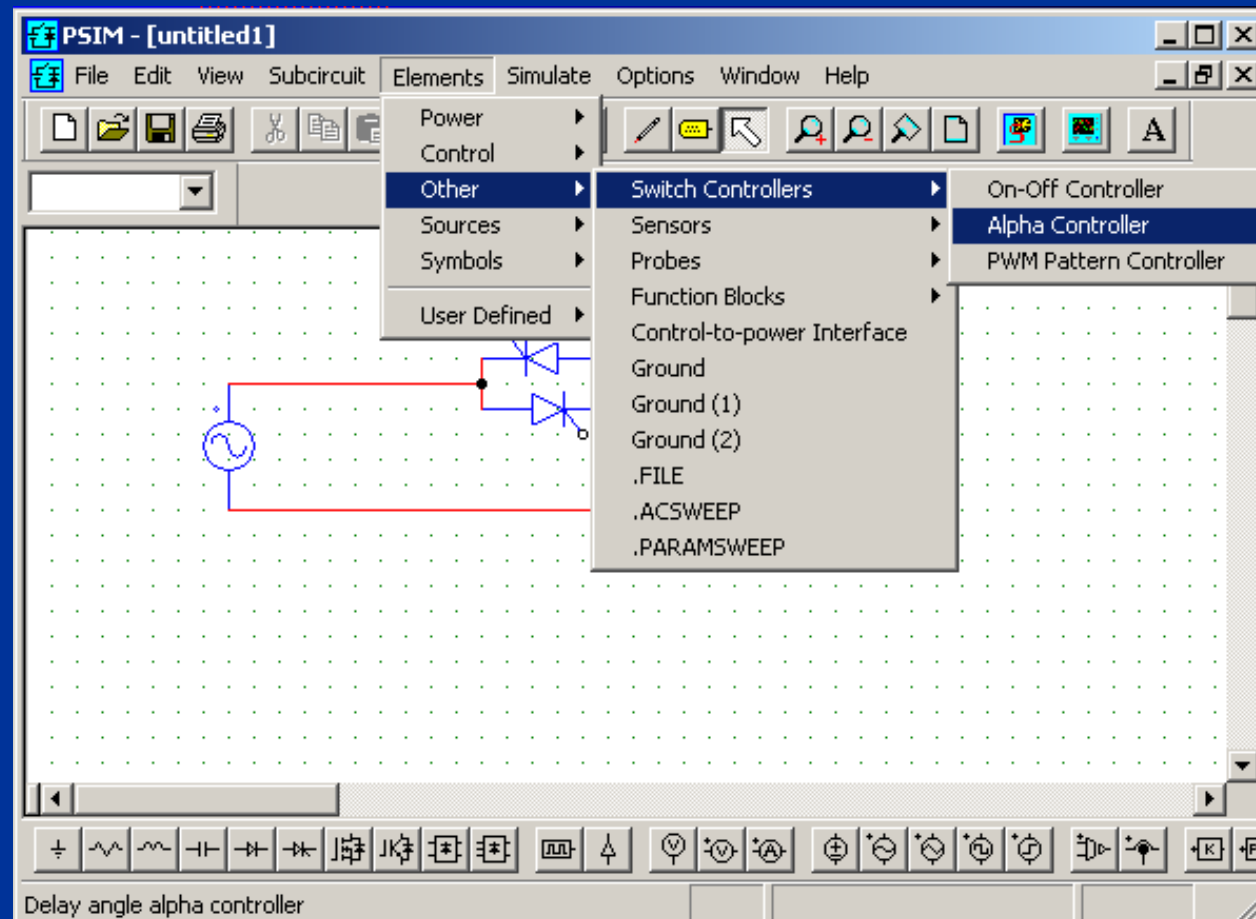 PSIM - [untitled1]
File Edit View Subcircuit Elements Simulate Options Window Help
A
Power
Control
Other
Sources
Symbols
User Defined
Switch Controllers
Sensors
Probes
Function Blocks
Control-to-power Interface
Ground
Ground (1)
Ground (2)
.FILE
.ACSWEEP
.PARAMSWEEP
On-Off Controller
Alpha Controller
PWM Pattern Controller
V V A K
Delay angle alpha controller